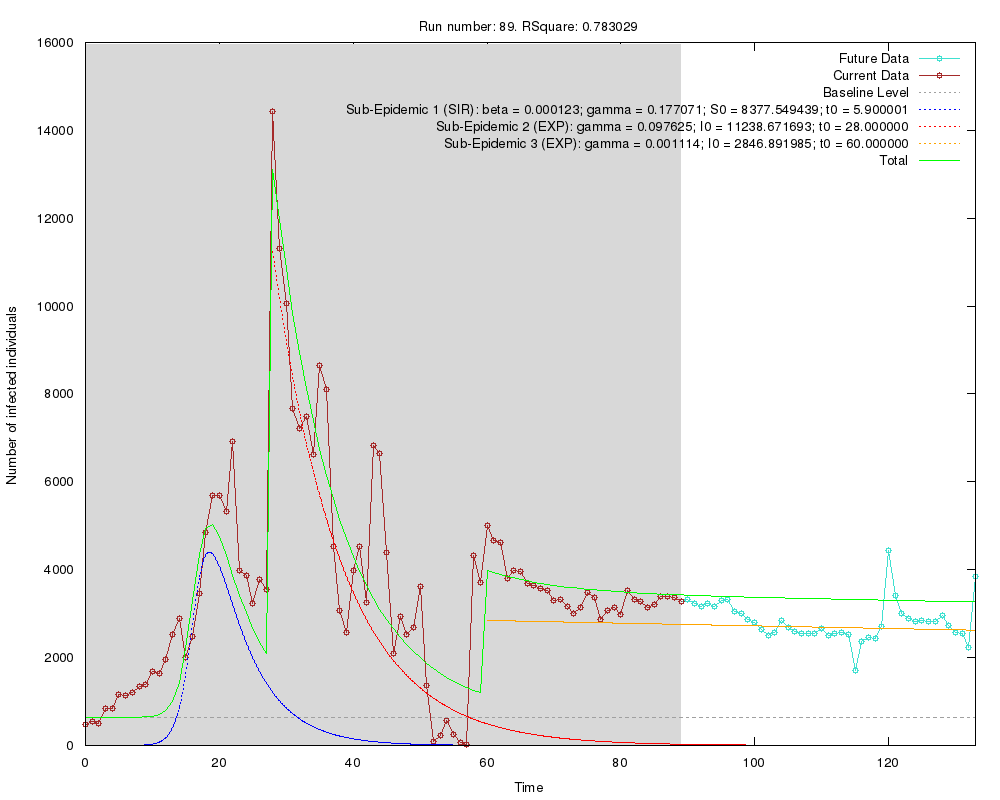 Run number: 89. RSquare: 0.783029
Future Data
Current Data
Baseline Level
Sub-Epidemic 1 (SIR): beta = 0.000123; gamma = 0.177071; S0 = 8377.549439; t0 = 5.900001
Sub-Epidemic 2 (EXP): gamma = 0.097625; I0 = 11238.671693; t0 = 28.000000
Sub-Epidemic 3 (EXP): gamma = 0.001114; I0 = 2846.891985; t0 = 60.000000
Total
Number of infected individuals
16000
14000
12000
10000
8000
6000
4000
2000
0
0 20 40 60 80 100 120
Time